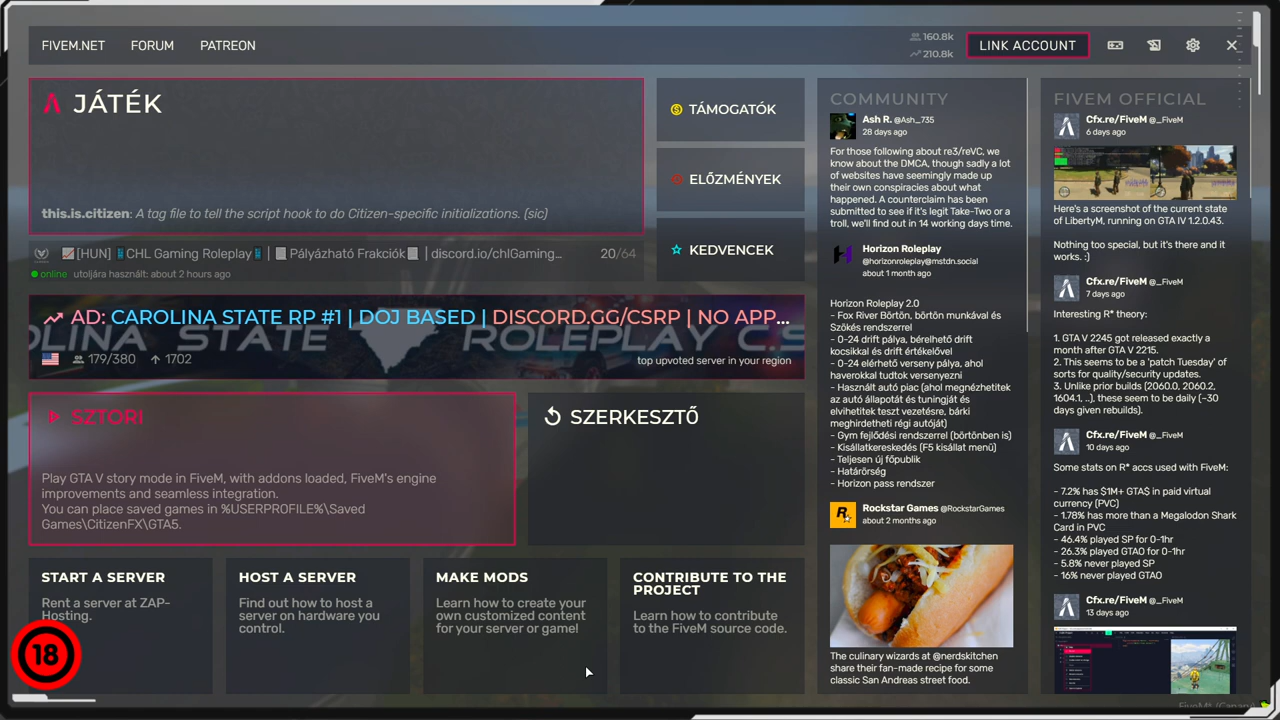 FIVEM.NET
FORUM
PATREON
160.8k
210.8k
LINK ACCOUNT
JÁTÉK
this.is.citizen: A tag file to tell the script hook to do Citizen-specific initializations. (sic)
[HUN] CHL Gaming Roleplay | Pályázható Frakciók | discord.io/chlGaming...
20/64
online utoljára használt: about 2 hours ago
TÁMOGATÓK
ELŐZMÉNYEK
KEDVENCEK
AD: CAROLINA STATE RP #1 | DOJ BASED | DISCORD.GG/CSRP | NO APP...
179/380
1702
top upvoted server in your region
SZTORI
Play GTA V story mode in FiveM, with addons loaded, FiveM's engine
improvements and seamless integration.
You can place saved games in %USERPROFILE%\Saved
Games\CitizenFX\GTA5.
SZERKESZTŐ
START A SERVER
Rent a server at ZAP-
Hosting.
HOST A SERVER
Find out how to host a
server on hardware you
control.
MAKE MODS
Learn how to create your
own customized content
for your server or game!
CONTRIBUTE TO THE
PROJECT
Learn how to contribute
to the FiveM source code.
18
COMMUNITY
Ash R. @Ash_735
28 days ago
For those following about re3/reVC, we
know about the DMCA, though sadly a lot
of websites have seemingly made up
their own conspiracies about what
happened. A counterclaim has been
submitted to see if it's legit Take-Two or a
troll, we'll find out in 14 working days time.
Horizon Roleplay
@horizonroleplay@mstdn.social
about 1 month ago
Horizon Roleplay 2.0
- Fox River Börtön, börtön munkával és
Szökés rendszerrel
- 0-24 drift pálya, bérelhető drift
kocsikkal és drift értékelővel
- 0-24 elérhető verseny pálya, ahol
haverokkal tudtok versenyezni
- Használt autó piac (ahol megnézhetitek
az autó állapotát és tuningját és
elvihetitek teszt vezetésre, bárki
meghirdetheti régi autóját)
- Gym fejlődési rendszerrel (börtönben is)
- Kisállatkereskedés (F5 kisállat menü)
- Teljesen új főpublik
- Határőrség
- Horizon pass rendszer
Rockstar Games @RockstarGames
about 2 months ago
The culinary wizards at @nerdskitchen
share their fan-made recipe for some
classic San Andreas street food.
FIVEM OFFICIAL
Cfx.re/FiveM @_FiveM
6 days ago
Here's a screenshot of the current state
of LibertyM, running on GTA IV 1.2.0.43.
Nothing too special, but it's there and it
works. :)
Cfx.re/FiveM @_FiveM
7 days ago
Interesting R* theory:
1. GTA V 2245 got released exactly a
month after GTA V 2215.
2. This seems to be a 'patch Tuesday' of
sorts for quality/security updates.
3. Unlike prior builds (2060.0, 2060.2,
1604.1, ..), these seem to be daily (~30
days given rebuilds).
Cfx.re/FiveM @_FiveM
10 days ago
Some stats on R* accs used with FiveM:
- 7.2% has $1M+ GTA$ in paid virtual
currency (PVC)
- 1.78% has more than a Megalodon Shark
Card in PVC
- 46.4% played SP for 0-1hr
- 26.3% played GTAO for 0-1hr
- 5.8% never played SP
- 16% never played GTAO
Cfx.re/FiveM @_FiveM
13 days ago